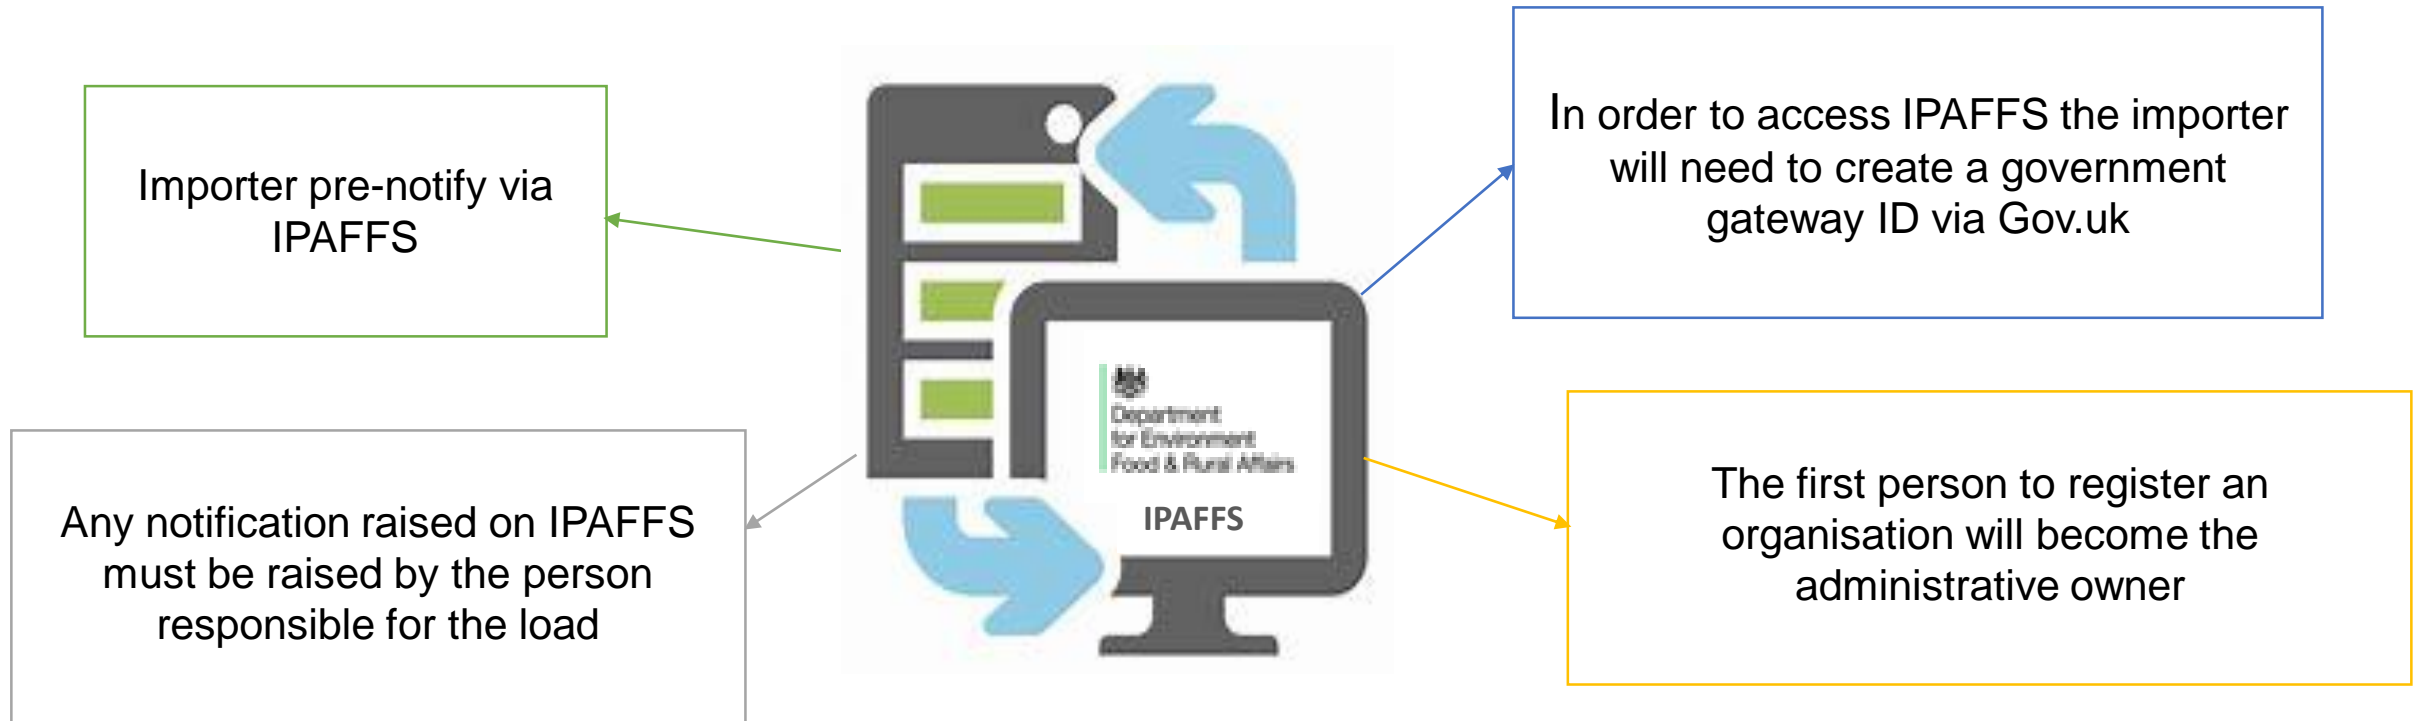 Importer pre-notify via
IPAFFS
In order to access IPAFFS the importer
will need to create a government
gateway ID via Gov.uk
Department
for Environment
Food & Rural Affairs
IPAFFS
Any notification raised on IPAFFS
must be raised by the person
responsible for the load
The first person to register an
organisation will become the
administrative owner